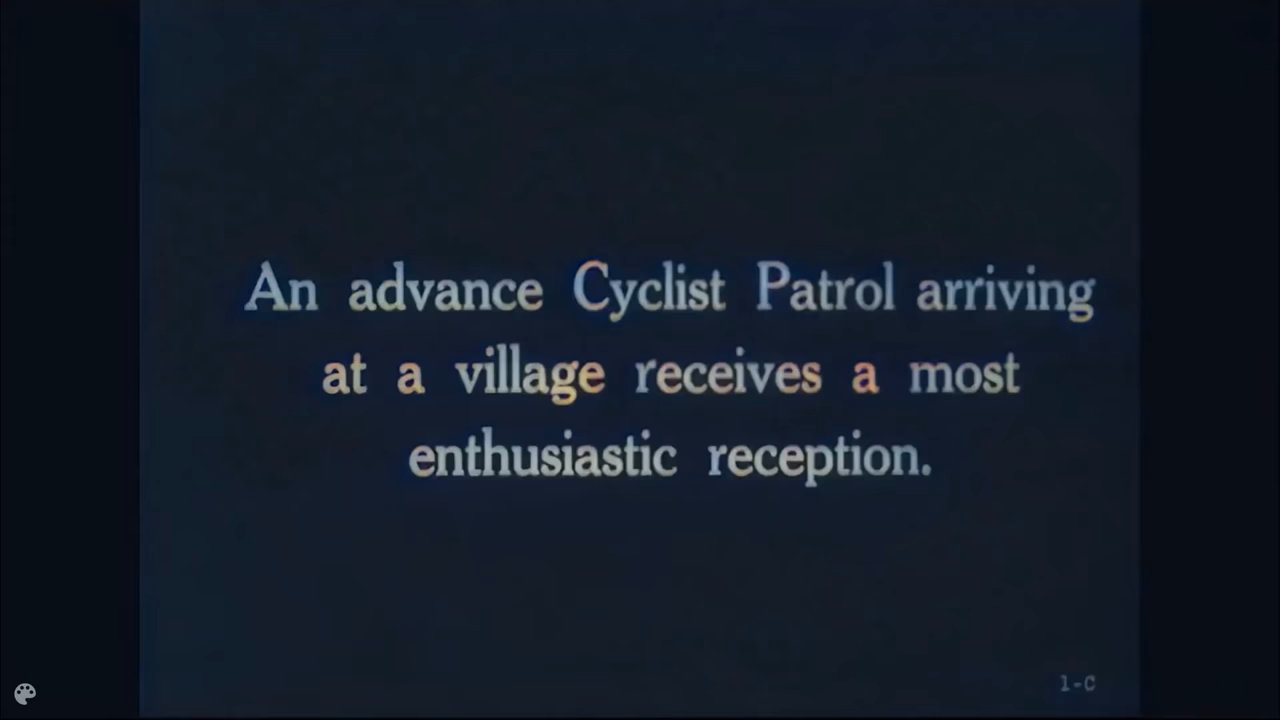 An advance Cyclist Patrol arriving
at a village receives a most
enthusiastic reception.
1-C